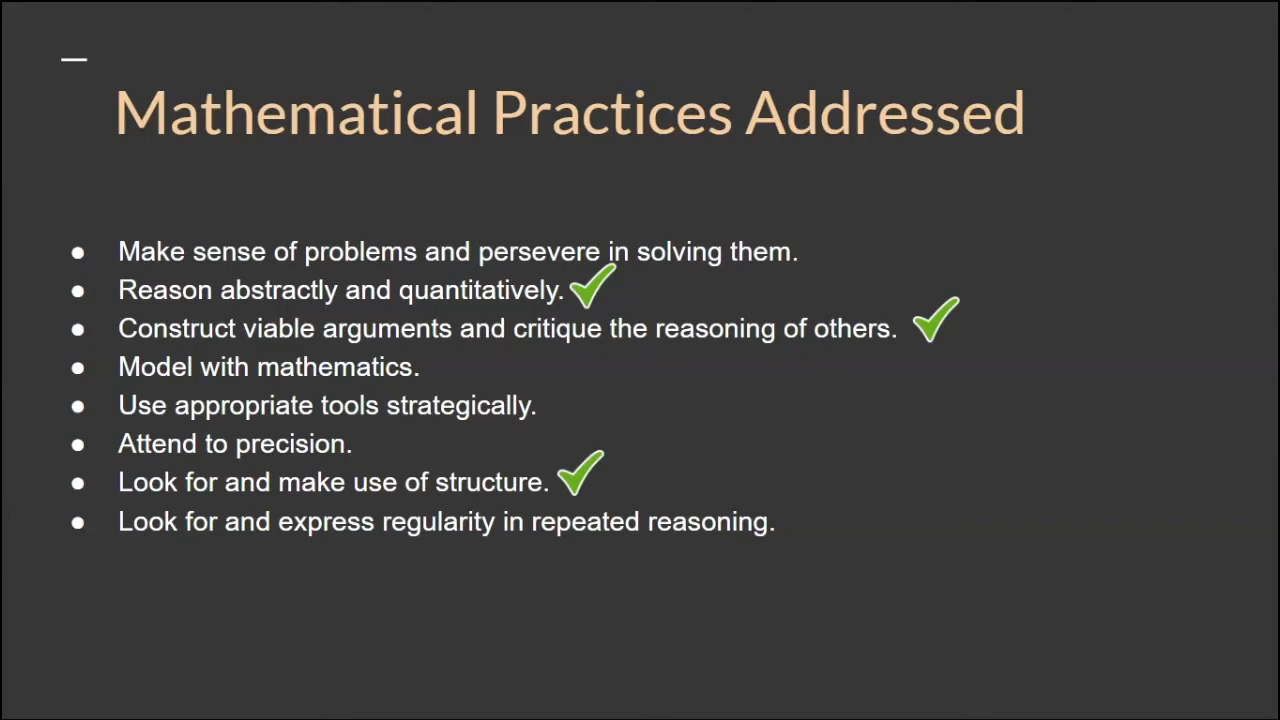 Mathematical Practices Addressed
● Make sense of problems and persevere in solving them.
● Reason abstractly and quantitatively.
● Construct viable arguments and critique the reasoning of others.
● Model with mathematics.
● Use appropriate tools strategically.
● Attend to precision.
● Look for and make use of structure.
● Look for and express regularity in repeated reasoning.